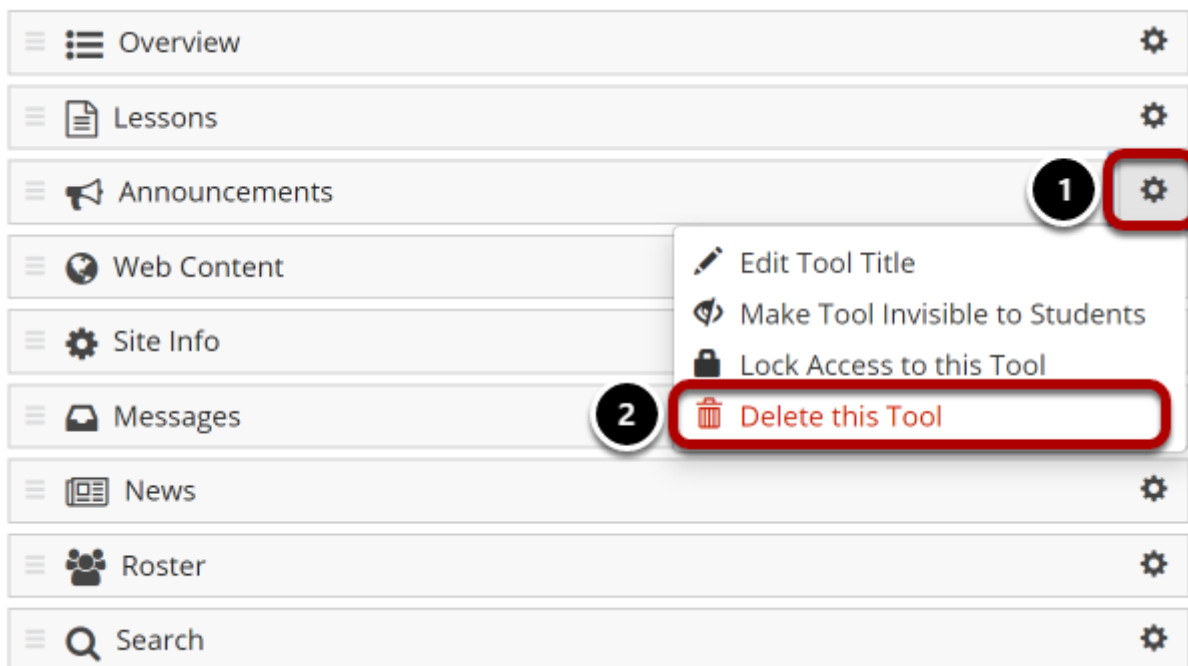 Overview
Lessons
Announcements
1
Web Content
Edit Tool Title
Make Tool Invisible to Students
Site Info
Lock Access to this Tool
Messages
2
Delete this Tool
News
Roster
Search